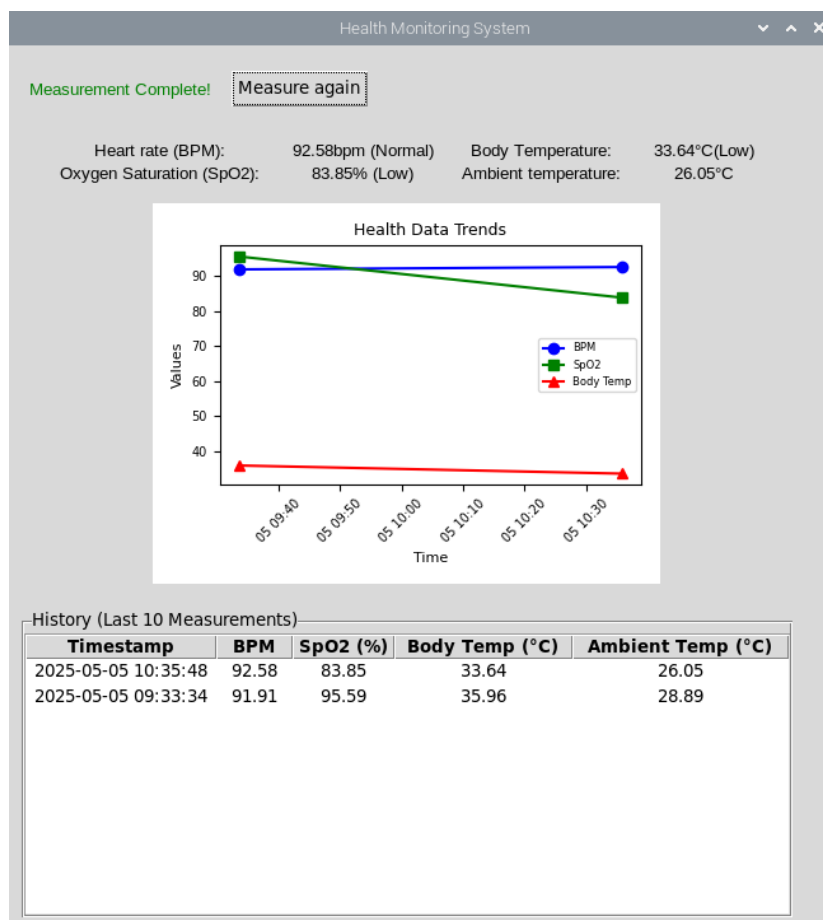 Health Monitoring System
Measurement Complete! Measure again
Heart rate (BPM): 92.58bpm (Normal) Body Temperature: 33.64°C(Low)
Oxygen Saturation (SpO2): 83.85% (Low) Ambient temperature: 26.05°C
Health Data Trends
90
80
70
60
50
40
Values
BPM
SpO2
Body Temp
05 09:40 05 09:50 05 10:00 05 10:10 05 10:20 05 10:30
Time
History (Last 10 Measurements)
Timestamp BPM SpO2 (%) Body Temp (°C) Ambient Temp (°C)
2025-05-05 10:35:48 92.58 83.85 33.64 26.05
2025-05-05 09:33:34 91.91 95.59 35.96 28.89